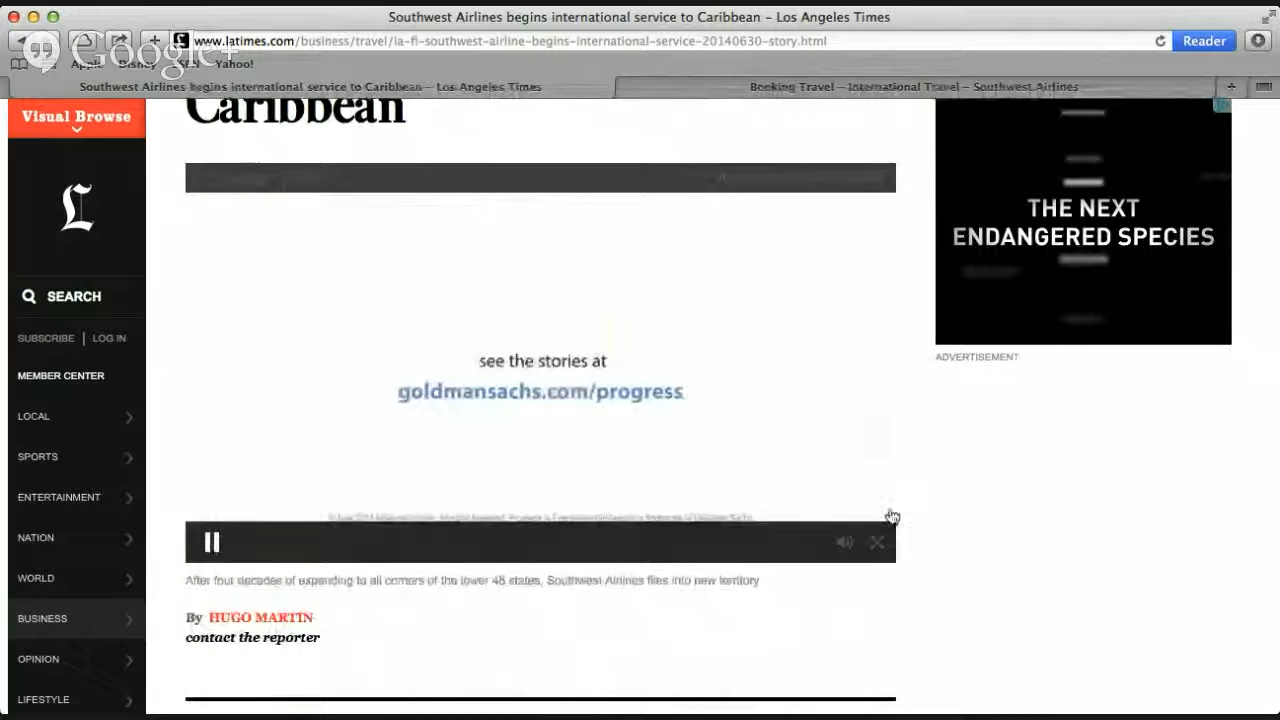 Southwest Airlines begins international service to Caribbean – Los Angeles Times
www.latimes.com/business/travel/la-fi-southwest-airline-begins-international-service-20140630-story.html
Reader
Google+
Apple Disney Yahoo!
Southwest Airlines begins international service to Caribbean – Los Angeles Times
Booking Travel – International Travel – Southwest Airlines
Caribbean
Visual Browse
L
SEARCH
SUBSCRIBE | LOG IN
MEMBER CENTER
LOCAL
SPORTS
ENTERTAINMENT
NATION
WORLD
BUSINESS
OPINION
LIFESTYLE
see the stories at
goldmansachs.com/progress
After four decades of expanding to all corners of the lower 48 states, Southwest Airlines flies into new territory
By HUGO MARTIN
contact the reporter
THE NEXT
ENDANGERED SPECIES
ADVERTISEMENT